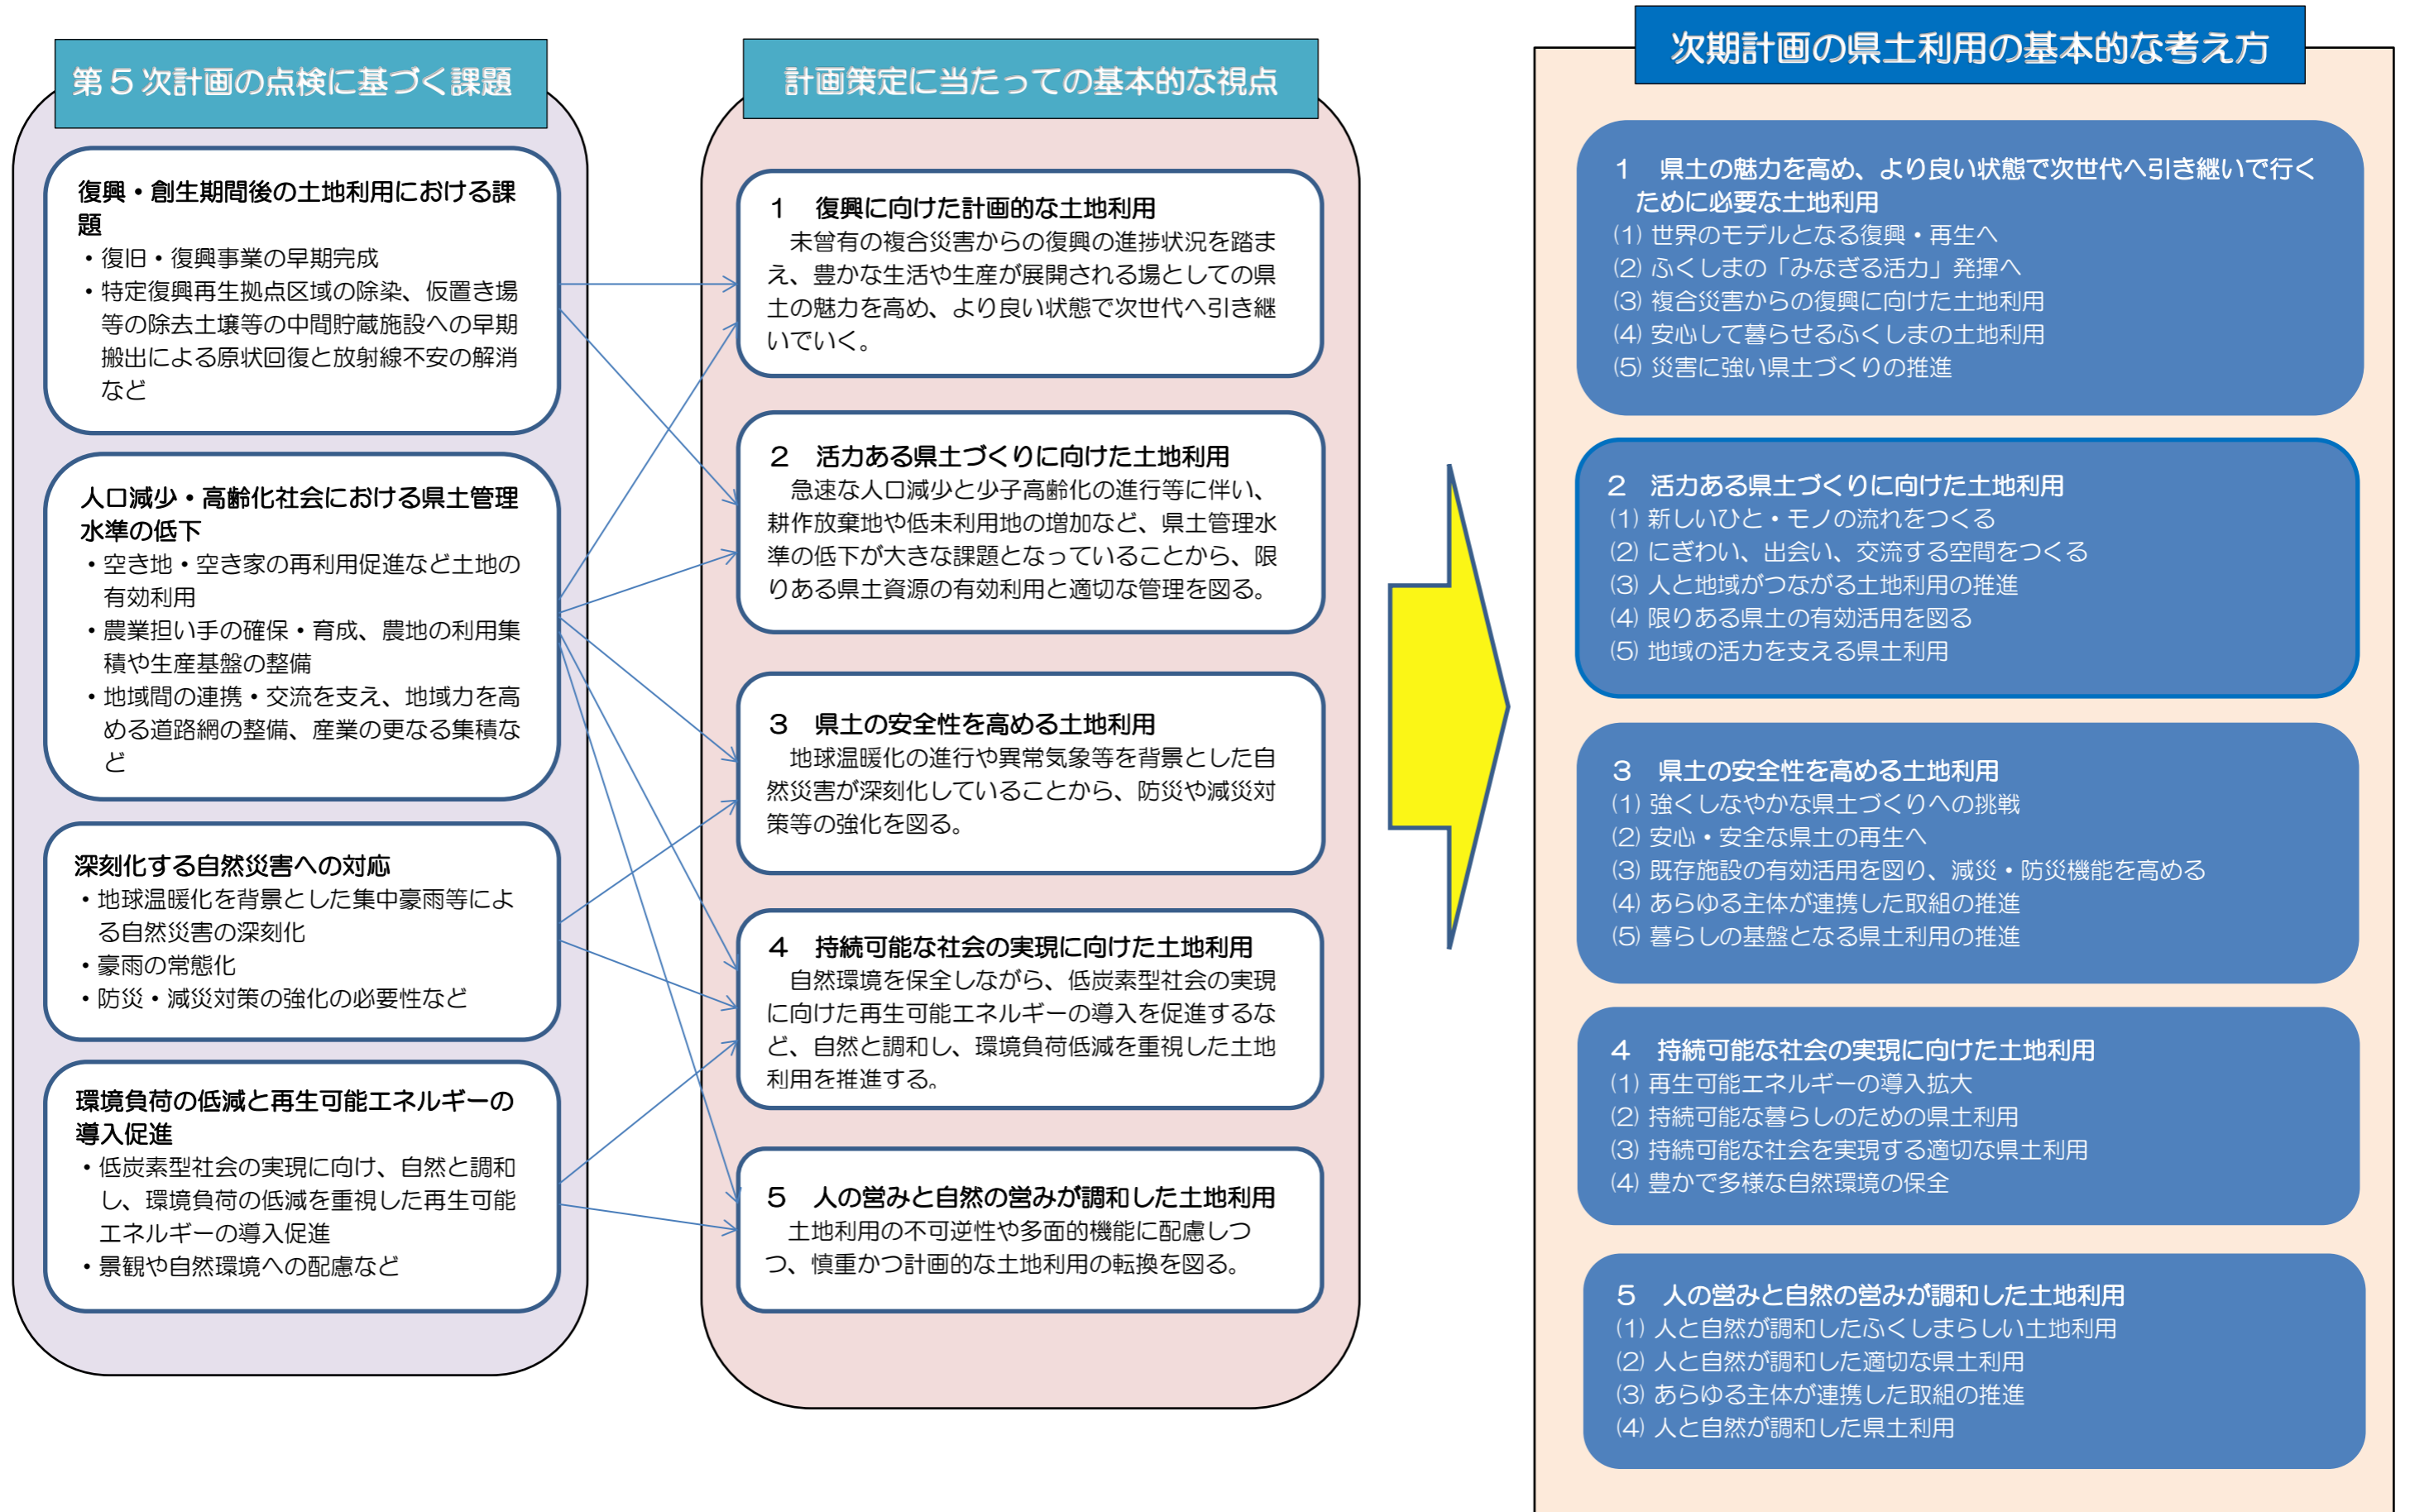 第５次計画の点検に基づく課題
復興・創生期間後の土地利用における課
題
・復旧・復興事業の早期完成
・特定復興再生拠点区域の除染、仮置き場
等の除去土壌等の中間貯蔵施設への早期
搬出による原状回復と放射線不安の解消
など
人口減少・高齢化社会における県土管理
水準の低下
・空き地・空き家の再利用促進など土地の
有効利用
・農業担い手の確保・育成、農地の利用集
積や生産基盤の整備
・地域間の連携・交流を支え、地域力を高
める道路網の整備、産業の更なる集積な
ど
深刻化する自然災害への対応
・地球温暖化を背景とした集中豪雨等によ
る自然災害の深刻化
・豪雨の常態化
・防災・減災対策の強化の必要性など
環境負荷の低減と再生可能エネルギーの
導入促進
・低炭素型社会の実現に向け、自然と調和
し、環境負荷の低減を重視した再生可能
エネルギーの導入促進
・景観や自然環境への配慮など
計画策定に当たっての基本的な視点
１　復興に向けた計画的な土地利用
未曾有の複合災害からの復興の進捗状況を踏ま
え、豊かな生活や生産が展開される場としての県
土の魅力を高め、より良い状態で次世代へ引き継
いでいく。
２　活力ある県土づくりに向けた土地利用
急速な人口減少と少子高齢化の進行等に伴い、
耕作放棄地や低未利用地の増加など、県土管理水
準の低下が大きな課題となっていることから、限
りある県土資源の有効利用と適切な管理を図る。
３　県土の安全性を高める土地利用
地球温暖化の進行や異常気象等を背景とした自
然災害が深刻化していることから、防災や減災対
策等の強化を図る。
４　持続可能な社会の実現に向けた土地利用
自然環境を保全しながら、低炭素型社会の実現
に向けた再生可能エネルギーの導入を促進するな
ど、自然と調和し、環境負荷低減を重視した土地
利用を推進する。
５　人の営みと自然の営みが調和した土地利用
土地利用の不可逆性や多面的機能に配慮しつ
つ、慎重かつ計画的な土地利用の転換を図る。
次期計画の県土利用の基本的な考え方
１　県土の魅力を高め、より良い状態で次世代へ引き継いで行く
ために必要な土地利用
⑴ 世界のモデルとなる復興・再生へ
⑵ ふくしまの「みなぎる活力」発揮へ
⑶ 複合災害からの復興に向けた土地利用
⑷ 安心して暮らせるふくしまの土地利用
⑸ 災害に強い県土づくりの推進
２　活力ある県土づくりに向けた土地利用
⑴ 新しいひと・モノの流れをつくる
⑵ にぎわい、出会い、交流する空間をつくる
⑶ 人と地域がつながる土地利用の推進
⑷ 限りある県土の有効活用を図る
⑸ 地域の活力を支える県土利用
３　県土の安全性を高める土地利用
⑴ 強くしなやかな県土づくりへの挑戦
⑵ 安心・安全な県土の再生へ
⑶ 既存施設の有効活用を図り、減災・防災機能を高める
⑷ あらゆる主体が連携した取組の推進
⑸ 暮らしの基盤となる県土利用の推進
４　持続可能な社会の実現に向けた土地利用
⑴ 再生可能エネルギーの導入拡大
⑵ 持続可能な暮らしのための県土利用
⑶ 持続可能な社会を実現する適切な県土利用
⑷ 豊かで多様な自然環境の保全
５　人の営みと自然の営みが調和した土地利用
⑴ 人と自然が調和したふくしまらしい土地利用
⑵ 人と自然が調和した適切な県土利用
⑶ あらゆる主体が連携した取組の推進
⑷ 人と自然が調和した県土利用